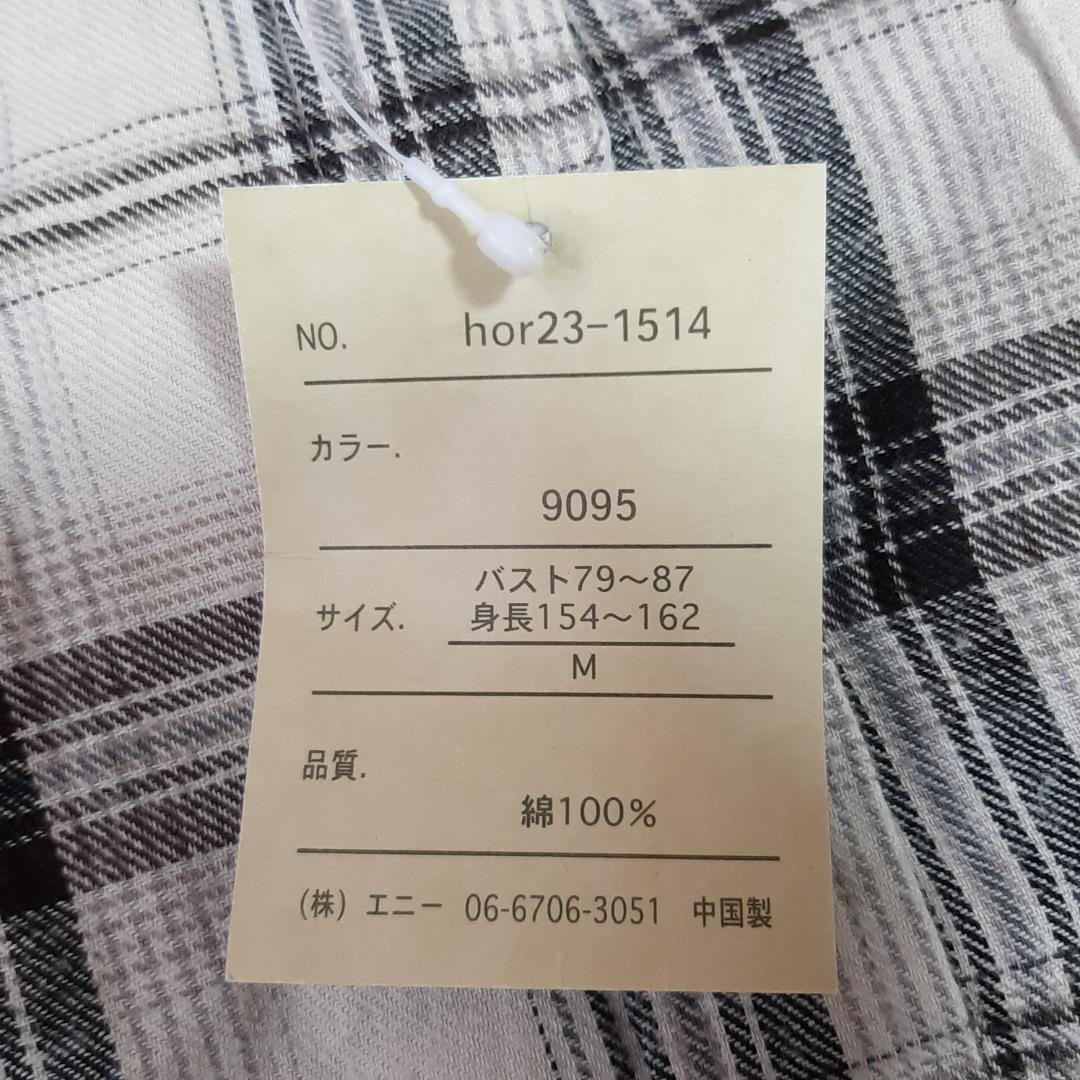 NO. hor23-1514
カラー.
9095
バスト79~87
サイズ. 身長154~162
M
品質.
綿100%
(株) エニー 06-6706-3051 中国製